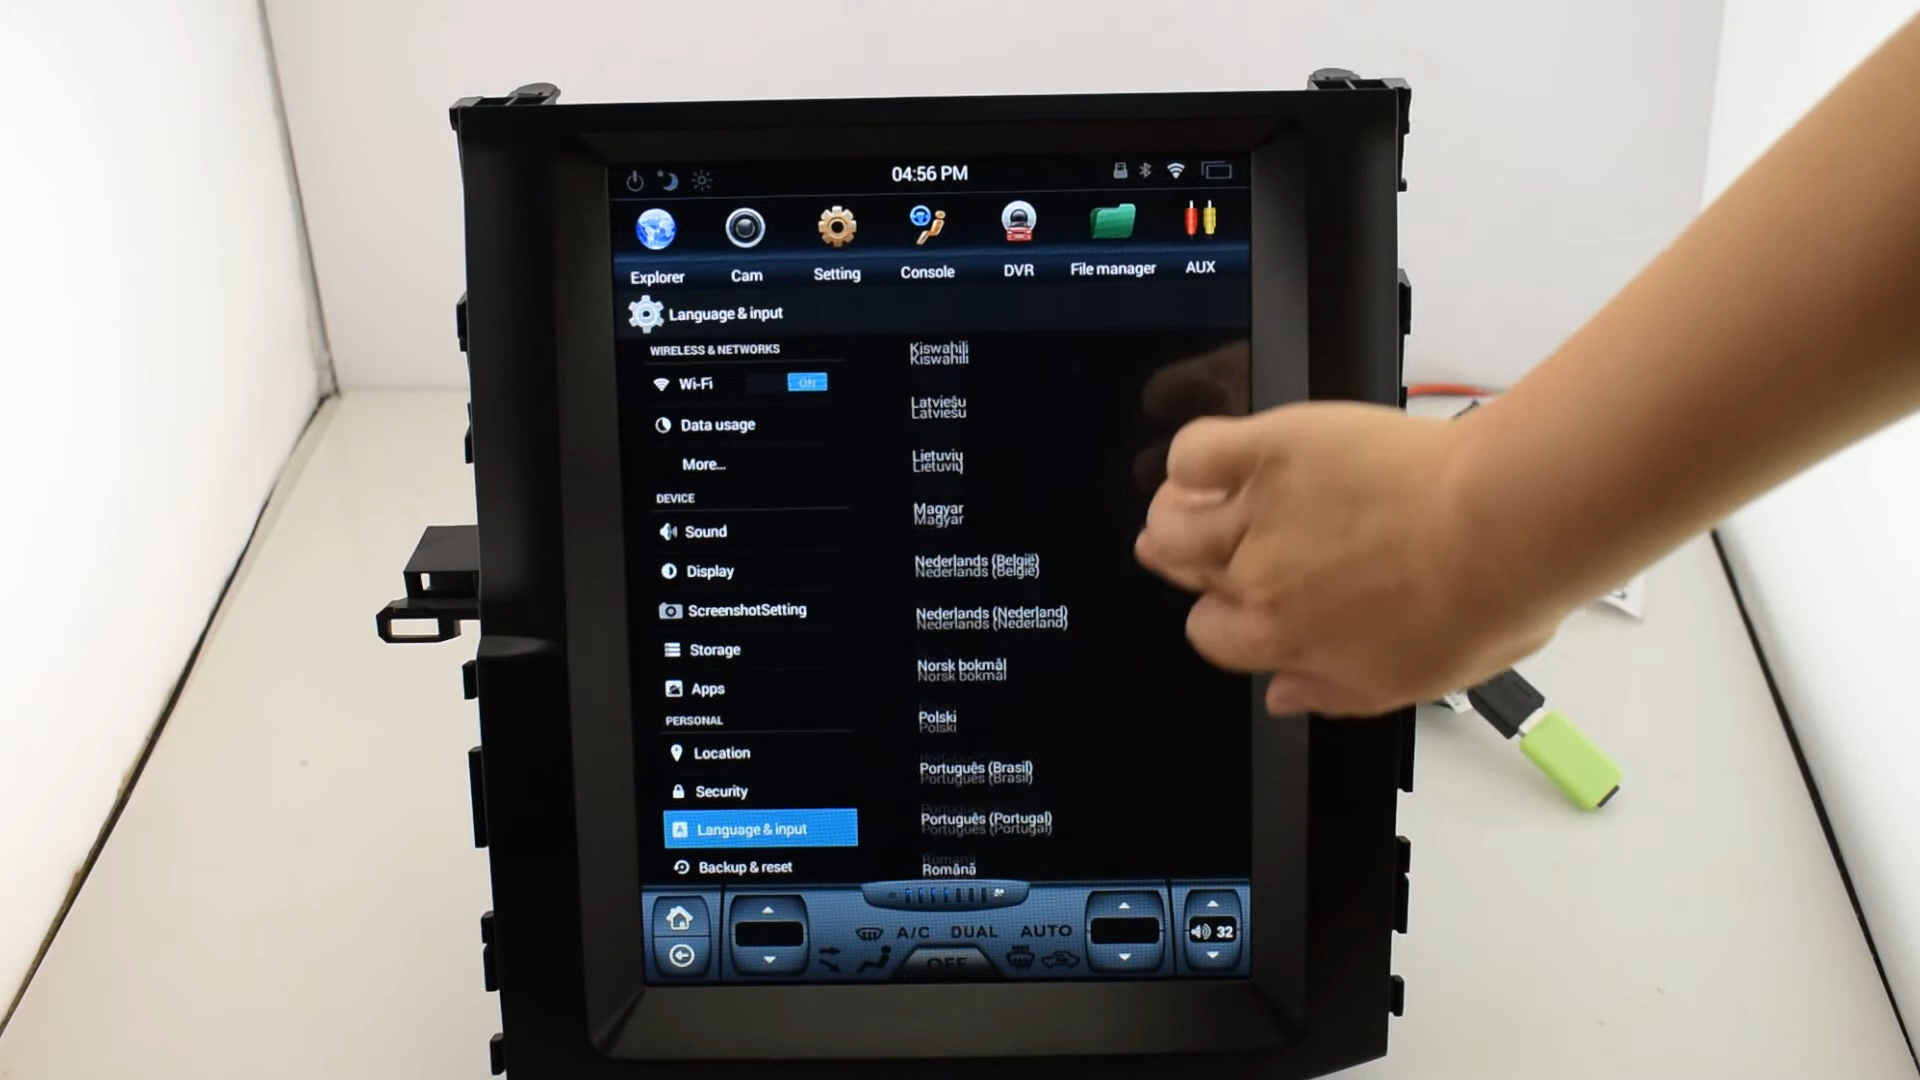 04:56 PM
Explorer
Cam
Setting
Console
DVR
File manager
AUX
Language & input
WIRELESS & NETWORKS
Wi-Fi
ON
Data usage
More...
DEVICE
Sound
Display
ScreenshotSetting
Storage
Apps
PERSONAL
Location
Security
Language & input
Backup & reset
Kiswahili
Latviešu
Lietuvių
Magyar
Nederlands (België)
Nederlands (Nederland)
Norsk bokmål
Polski
Português (Brasil)
Português (Portugal)
Română
A/C DUAL AUTO
OFF
32